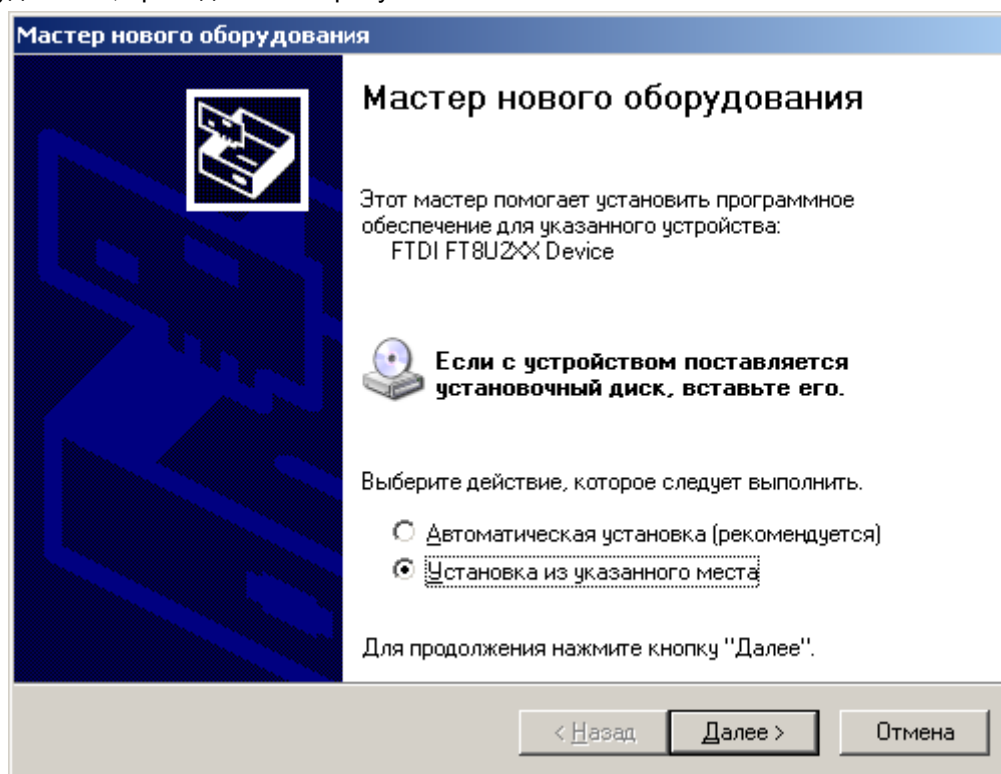 Мастер нового оборудования
Мастер нового оборудования
Этот мастер помогает установить программное
обеспечение для указанного устройства:
FTDI FT8U2XX Device
Если с устройством поставляется
установочный диск, вставьте его.
Выберите действие, которое следует выполнить.
Автоматическая установка (рекомендуется)
Установка из указанного места
Для продолжения нажмите кнопку "Далее".
< Назад
Далее >
Отмена